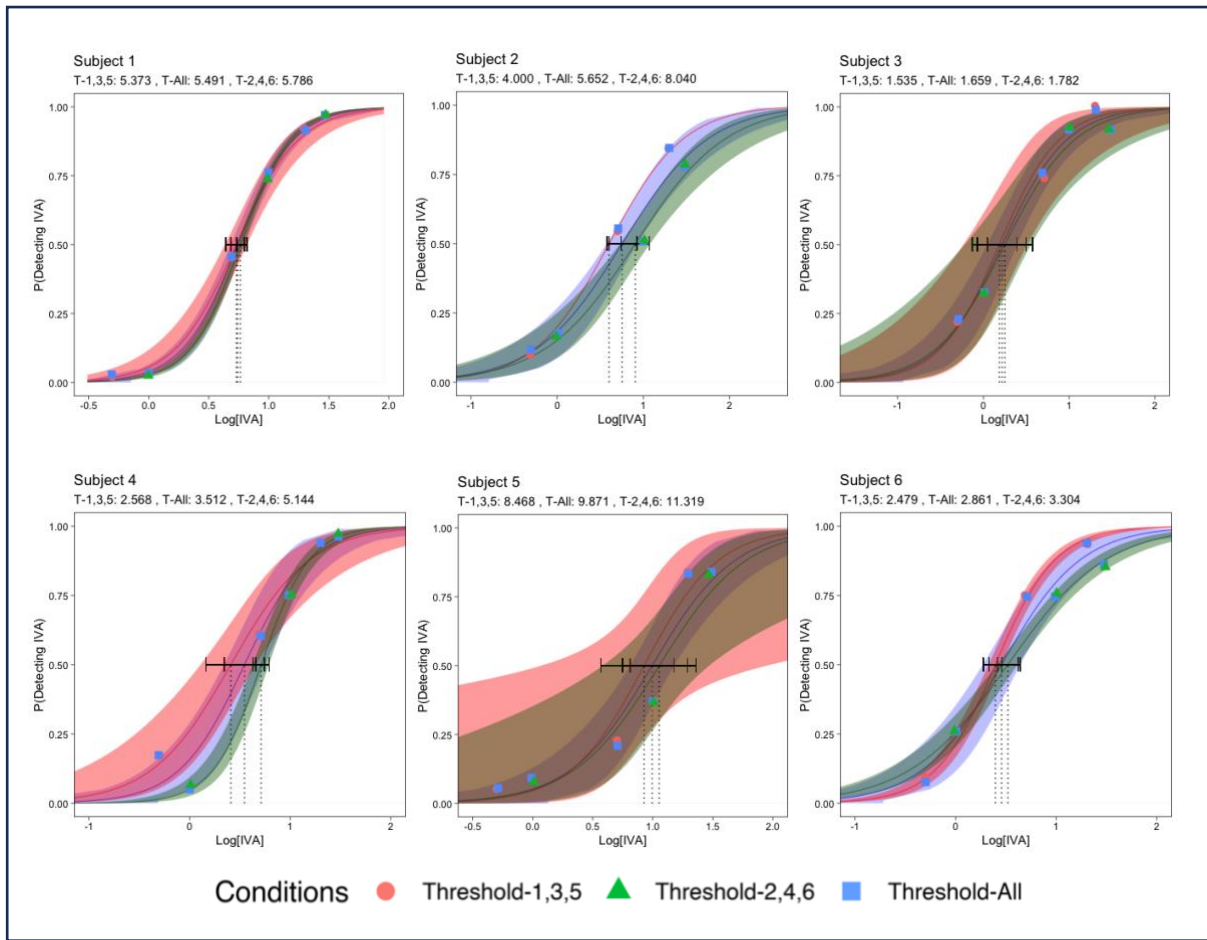 Subject 1
T-1,3,5: 5.373 , T-All: 5.491 , T-2,4,6: 5.786
1.00
0.75
0.50
0.25
0.00
P(Detecting IVA)
-0.5 0.0 0.5 1.0 1.5 2.0
Log[IVA]
Subject 2
T-1,3,5: 4.000 , T-All: 5.652 , T-2,4,6: 8.040
1.00
0.75
0.50
0.25
0.00
P(Detecting IVA)
-1 0 1 2
Log[IVA]
Subject 3
T-1,3,5: 1.535 , T-All: 1.659 , T-2,4,6: 1.782
1.00
0.75
0.50
0.25
0.00
P(Detecting IVA)
-1 0 1 2
Log[IVA]
Subject 4
T-1,3,5: 2.568 , T-All: 3.512 , T-2,4,6: 5.144
1.00
0.75
0.50
0.25
0.00
P(Detecting IVA)
-1 0 1 2
Log[IVA]
Subject 5
T-1,3,5: 8.468 , T-All: 9.871 , T-2,4,6: 11.319
1.00
0.75
0.50
0.25
0.00
P(Detecting IVA)
-0.5 0.0 0.5 1.0 1.5 2.0
Log[IVA]
Subject 6
T-1,3,5: 2.479 , T-All: 2.861 , T-2,4,6: 3.304
1.00
0.75
0.50
0.25
0.00
P(Detecting IVA)
-1 0 1 2
Log[IVA]
Conditions Threshold-1,3,5 Threshold-2,4,6 Threshold-All